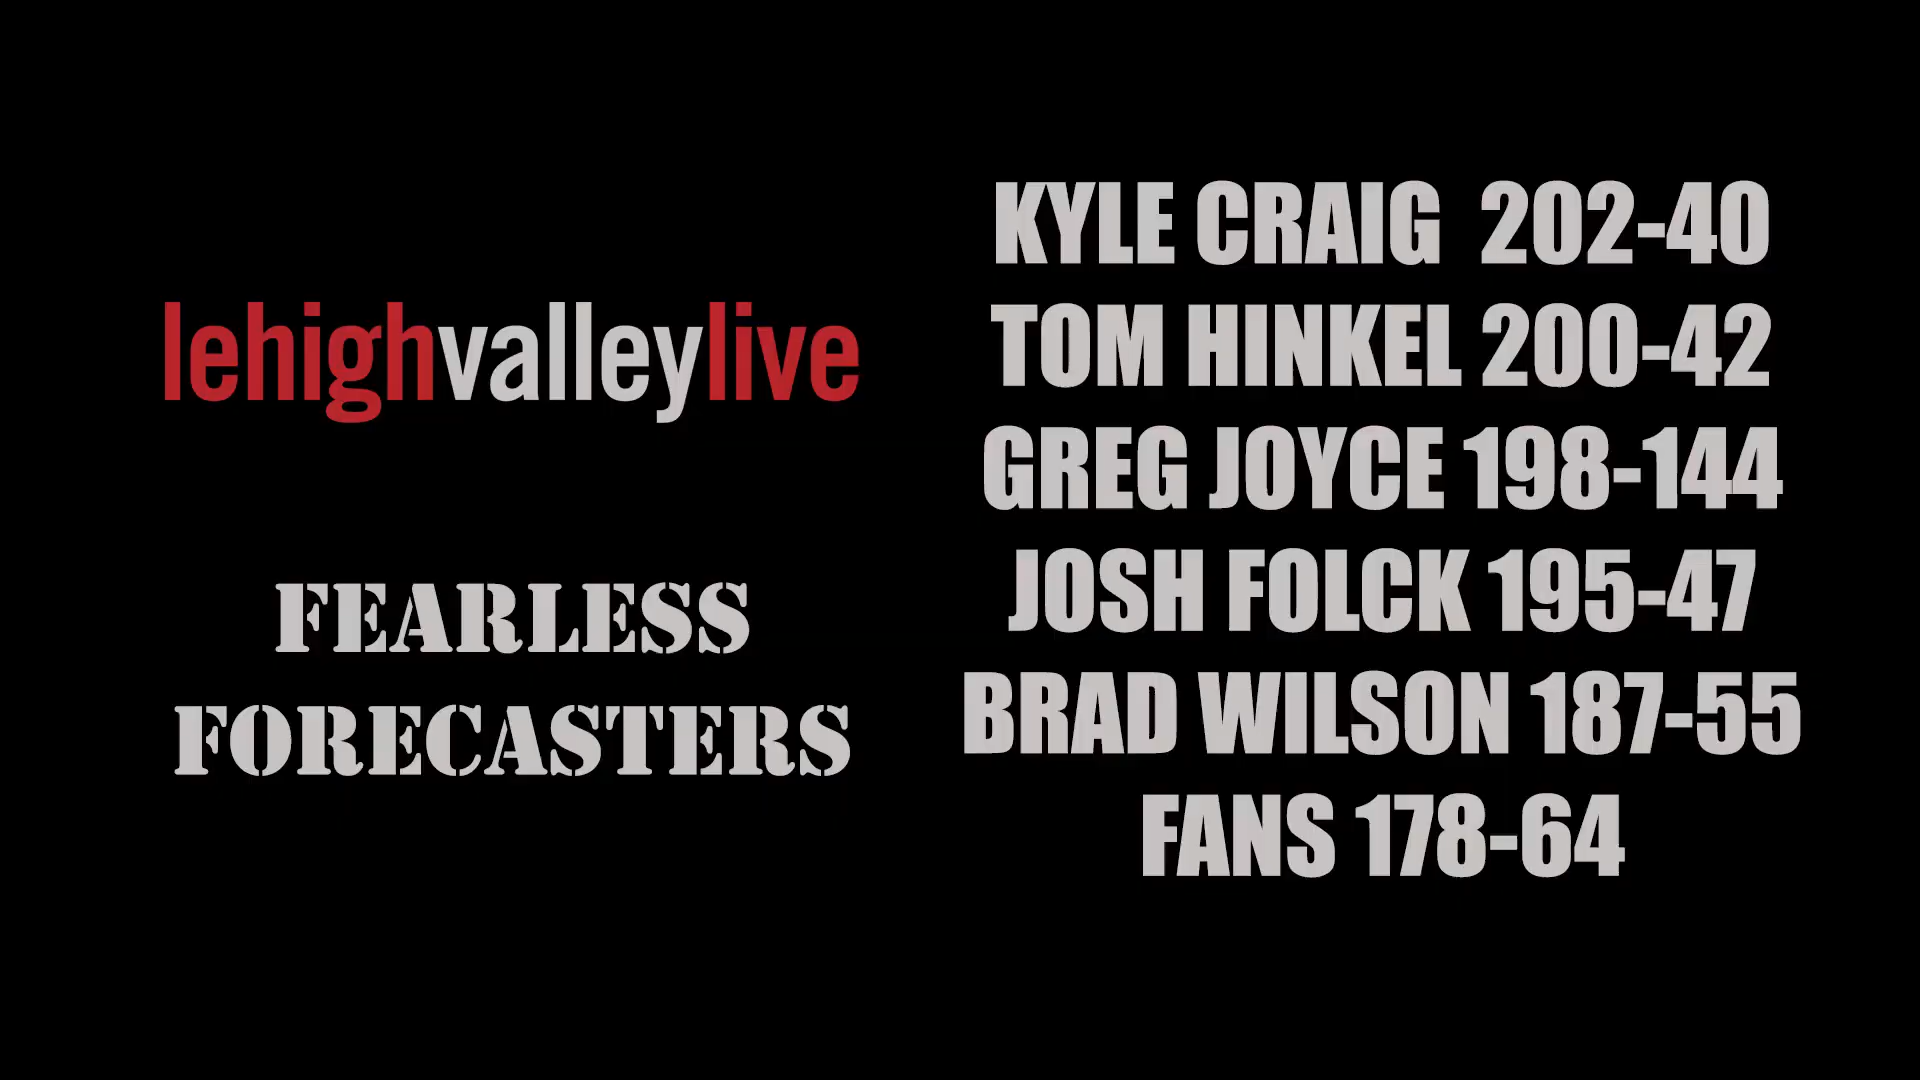 lehighvalleylive
FEARLESS
FORECASTERS
KYLE CRAIG 202-40
TOM HINKEL 200-42
GREG JOYCE 198-144
JOSH FOLCK 195-47
BRAD WILSON 187-55
FANS 178-64